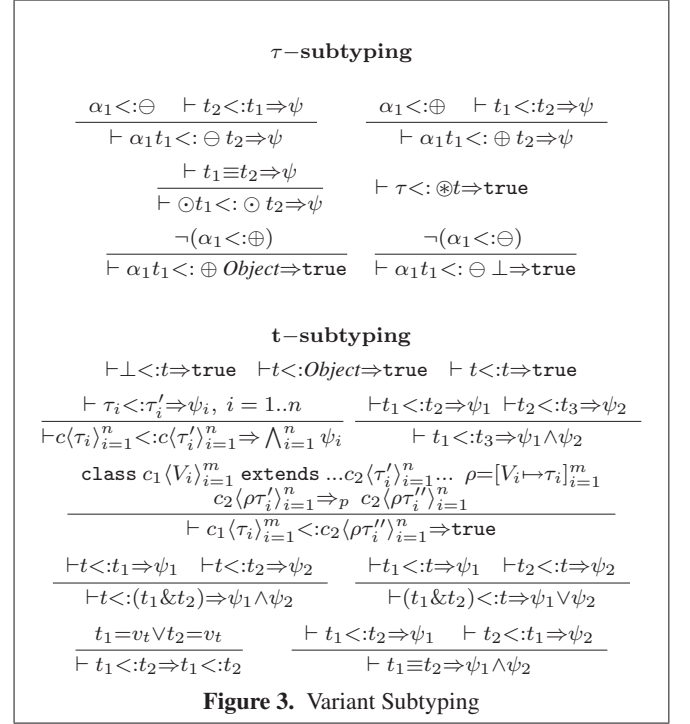 τ−subtyping
α₁<:⊖ ⊢ t₂<:t₁⇒ψ
⊢ α₁t₁<: ⊖ t₂⇒ψ
α₁<:⊕ ⊢ t₁<:t₂⇒ψ
⊢ α₁t₁<: ⊕ t₂⇒ψ
⊢ t₁≡t₂⇒ψ
⊢ ⊙t₁<: ⊙ t₂⇒ψ
⊢ τ<: ⊛t⇒true
¬(α₁<:⊕)
⊢ α₁t₁<: ⊕ Object⇒true
¬(α₁<:⊖)
⊢ α₁t₁<: ⊖ ⊥⇒true
t−subtyping
⊢⊥<:t⇒true ⊢t<:Object⇒true ⊢ t<:t⇒true
⊢ τᵢ<:τ′ᵢ⇒ψᵢ, i = 1..n
⊢c⟨τᵢ⟩ⁿᵢ₌₁<:c⟨τ′ᵢ⟩ⁿᵢ₌₁⇒ ⋀ⁿᵢ₌₁ ψᵢ
⊢t₁<:t₂⇒ψ₁ ⊢t₂<:t₃⇒ψ₂
⊢ t₁<:t₃⇒ψ₁∧ψ₂
class c₁⟨Vᵢ⟩ᵐᵢ₌₁ extends ...c₂⟨τ′ᵢ⟩ⁿᵢ₌₁... ρ=[Vᵢ↦τᵢ]ᵐᵢ₌₁
c₂⟨ρτ′ᵢ⟩ⁿᵢ₌₁⇒ₚ c₂⟨ρτ′′ᵢ⟩ⁿᵢ₌₁
⊢ c₁⟨τᵢ⟩ᵐᵢ₌₁<:c₂⟨ρτ′′ᵢ⟩ⁿᵢ₌₁⇒true
⊢t<:t₁⇒ψ₁ ⊢t<:t₂⇒ψ₂
⊢t<:(t₁&t₂)⇒ψ₁∧ψ₂
⊢t₁<:t⇒ψ₁ ⊢t₂<:t⇒ψ₂
⊢(t₁&t₂)<:t⇒ψ₁∨ψ₂
t₁=vₜ∨t₂=vₜ
⊢ t₁<:t₂⇒t₁<:t₂
⊢ t₁<:t₂⇒ψ₁ ⊢ t₂<:t₁⇒ψ₂
⊢ t₁≡t₂⇒ψ₁∧ψ₂
Figure 3. Variant Subtyping